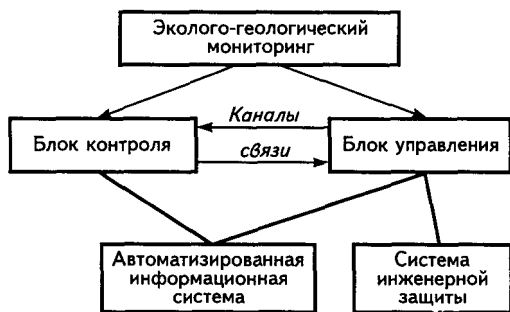 Эколого-геологический
мониторинг
Каналы
Блок контроля
связи
Блок управления
Автоматизированная
информационная
система
Система
инженерной
защиты